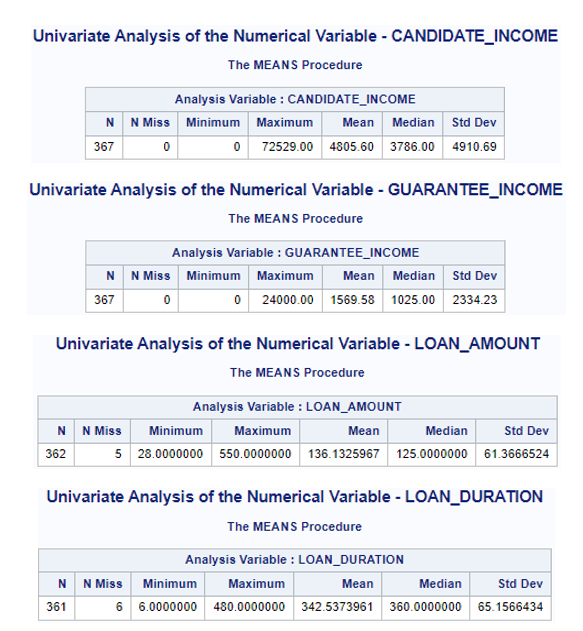 Univariate Analysis of the Numerical Variable - CANDIDATE_INCOME
The MEANS Procedure
Analysis Variable : CANDIDATE_INCOME
N N Miss Minimum Maximum Mean Median Std Dev
367 0 0 72529.00 4805.60 3786.00 4910.69
Univariate Analysis of the Numerical Variable - GUARANTEE_INCOME
The MEANS Procedure
Analysis Variable : GUARANTEE_INCOME
N N Miss Minimum Maximum Mean Median Std Dev
367 0 0 24000.00 1569.58 1025.00 2334.23
Univariate Analysis of the Numerical Variable - LOAN_AMOUNT
The MEANS Procedure
Analysis Variable : LOAN_AMOUNT
N N Miss Minimum Maximum Mean Median Std Dev
362 5 28.0000000 550.0000000 136.1325967 125.0000000 61.3666524
Univariate Analysis of the Numerical Variable - LOAN_DURATION
The MEANS Procedure
Analysis Variable : LOAN_DURATION
N N Miss Minimum Maximum Mean Median Std Dev
361 6 6.0000000 480.0000000 342.5373961 360.0000000 65.1566434